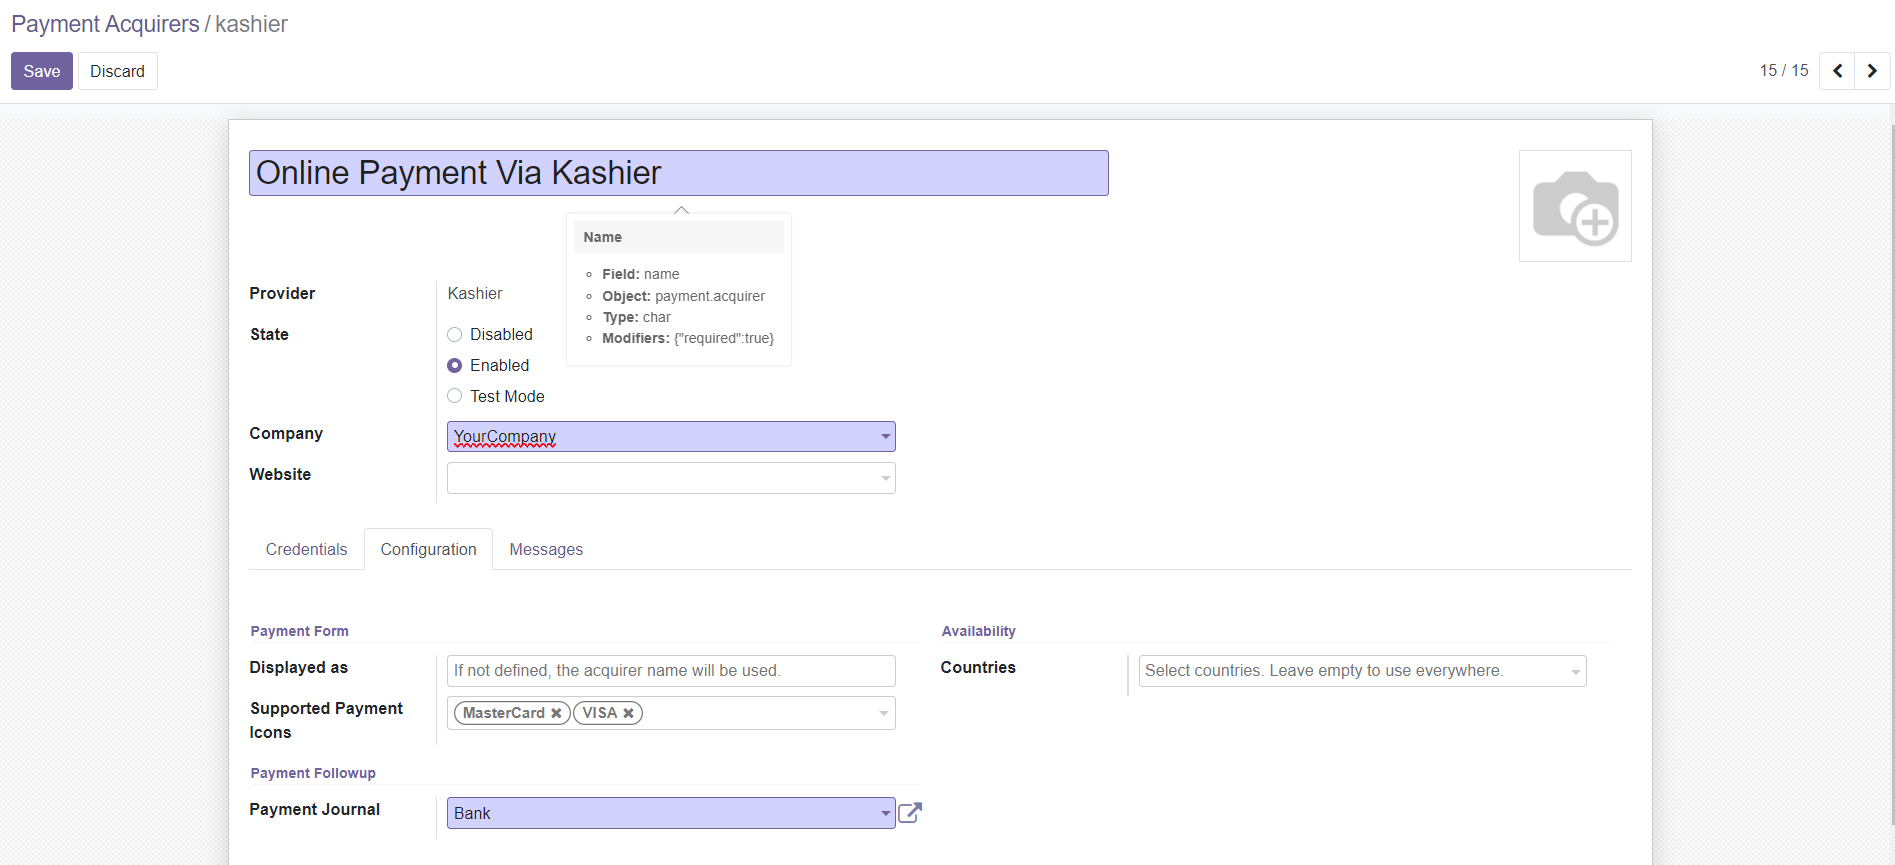 Payment Acquirers / kashier
Save Discard 15 / 15
Online Payment Via Kashier
Name
Field: name
Object: payment.acquirer
Type: char
Modifiers: {"required":true}
Provider Kashier
State Disabled
Enabled
Test Mode
Company YourCompany
Website
Credentials Configuration Messages
Payment Form
Displayed as If not defined, the acquirer name will be used.
Supported Payment Icons MasterCard VISA
Payment Followup
Payment Journal Bank
Availability
Countries Select countries. Leave empty to use everywhere.